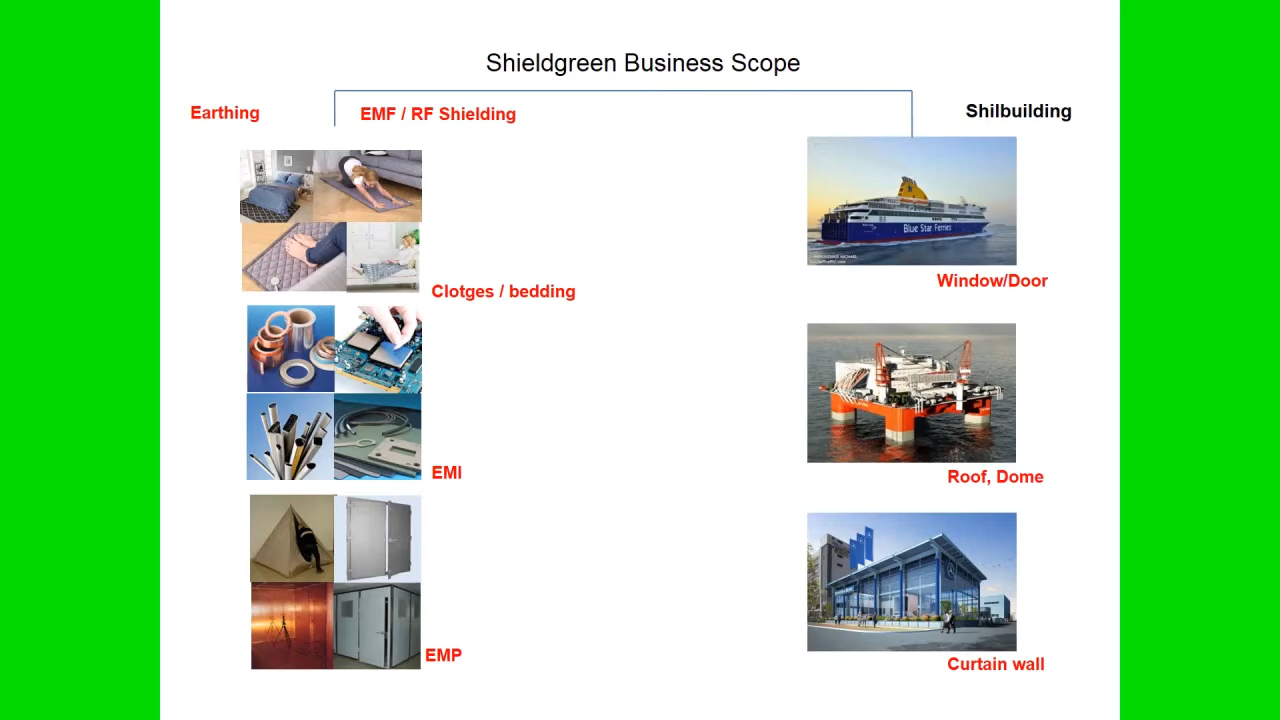 Shieldgreen Business Scope
Earthing
EMF / RF Shielding
Shilbuilding
Blue Star Ferries
Clotges / bedding
Window/Door
EMI
Roof, Dome
EMP
Curtain wall